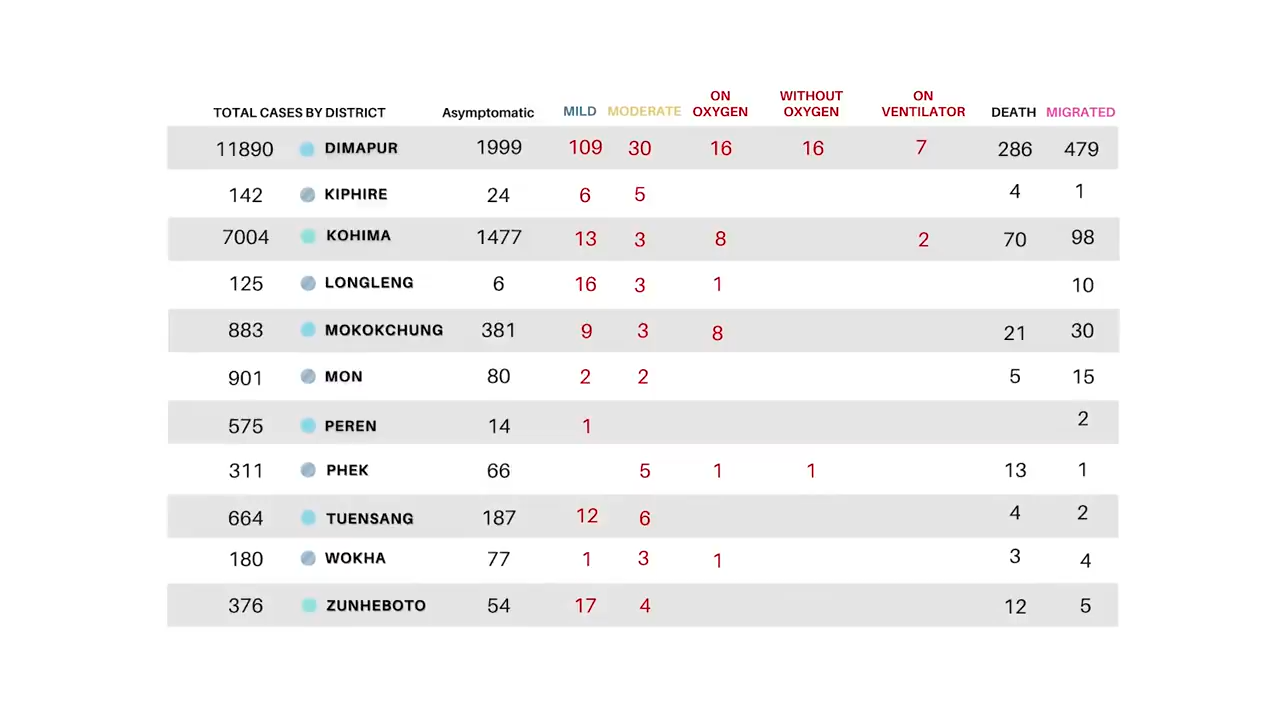 TOTAL CASES BY DISTRICT Asymptomatic MILD MODERATE ON OXYGEN WITHOUT OXYGEN ON VENTILATOR DEATH MIGRATED
11890 DIMAPUR 1999 109 30 16 16 7 286 479
142 KIPHIRE 24 6 5 4 1
7004 KOHIMA 1477 13 3 8 2 70 98
125 LONGLENG 6 16 3 1 10
883 MOKOKCHUNG 381 9 3 8 21 30
901 MON 80 2 2 5 15
575 PEREN 14 1 2
311 PHEK 66 5 1 1 13 1
664 TUENSANG 187 12 6 4 2
180 WOKHA 77 1 3 1 3 4
376 ZUNHEBOTO 54 17 4 12 5